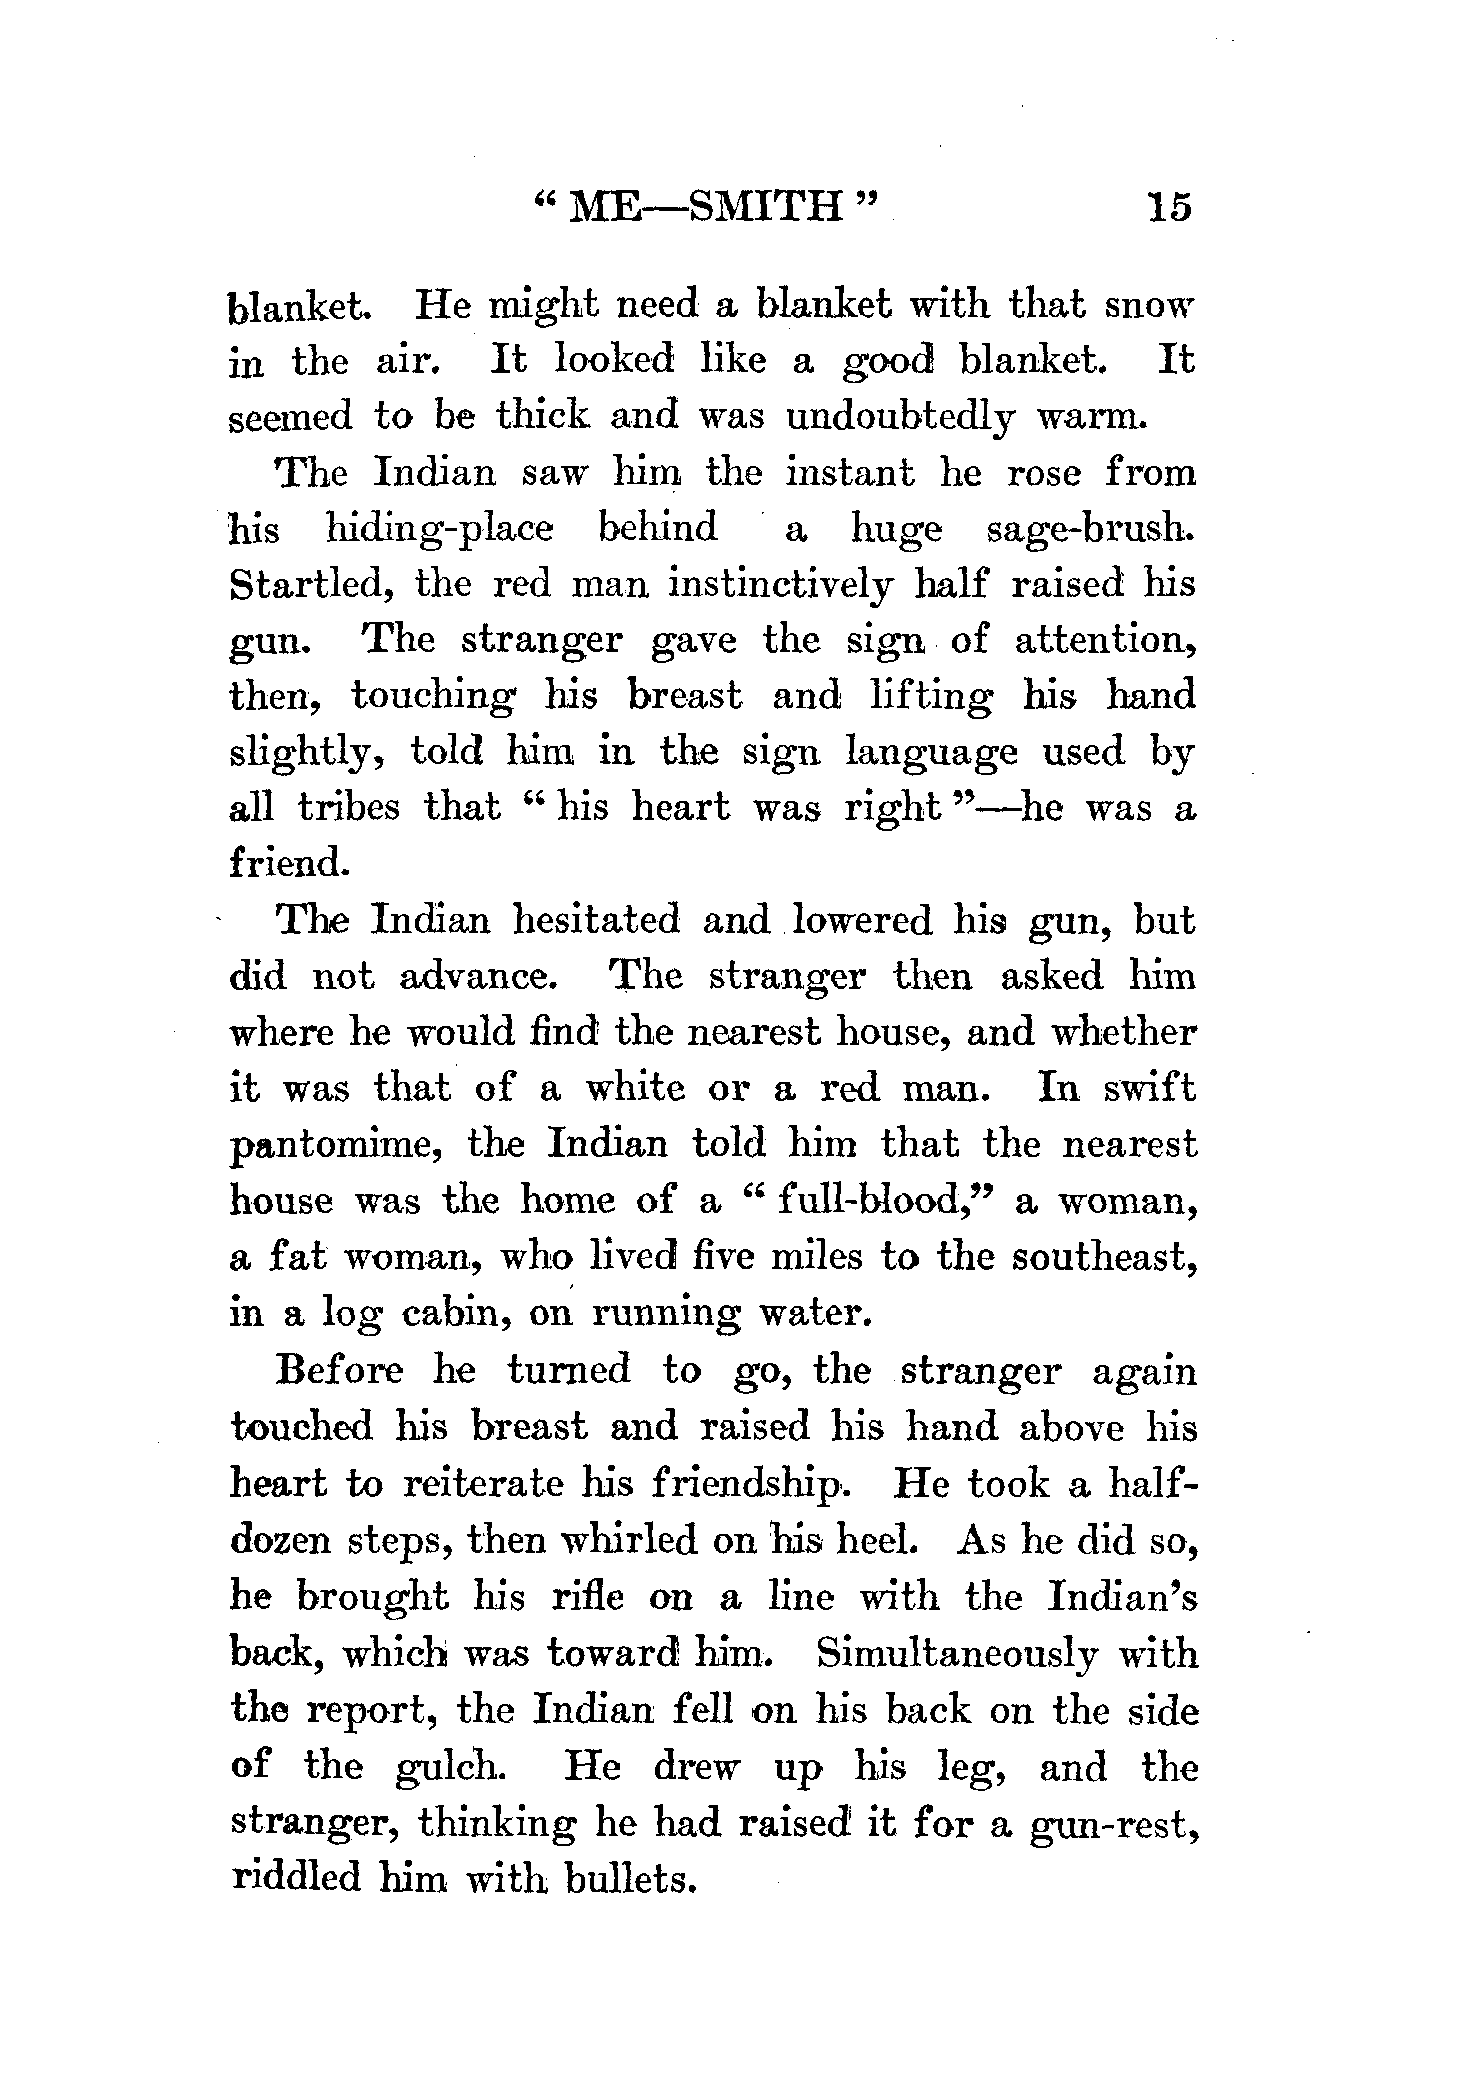 “ ME—SMITH ” 15
blanket. He might need a blanket with that snow
in the air. It looked like a good blanket. It
seemed to be thick and was undoubtedly warm.
The Indian saw him the instant he rose from
his hiding-place behind a huge sage-brush.
Startled, the red man instinctively half raised his
gun. The stranger gave the sign of attention,
then, touching his breast and lifting his hand
slightly, told him in the sign language used by
all tribes that “ his heart was right ”—he was a
friend.
The Indian hesitated and lowered his gun, but
did not advance. The stranger then asked him
where he would find the nearest house, and whether
it was that of a white or a red man. In swift
pantomime, the Indian told him that the nearest
house was the home of a “ full-blood,” a woman,
a fat woman, who lived five miles to the southeast,
in a log cabin, on running water.
Before he turned to go, the stranger again
touched his breast and raised his hand above his
heart to reiterate his friendship. He took a half-
dozen steps, then whirled on his heel. As he did so,
he brought his rifle on a line with the Indian’s
back, which was toward him. Simultaneously with
the report, the Indian fell on his back on the side
of the gulch. He drew up his leg, and the
stranger, thinking he had raised it for a gun-rest,
riddled him with bullets.